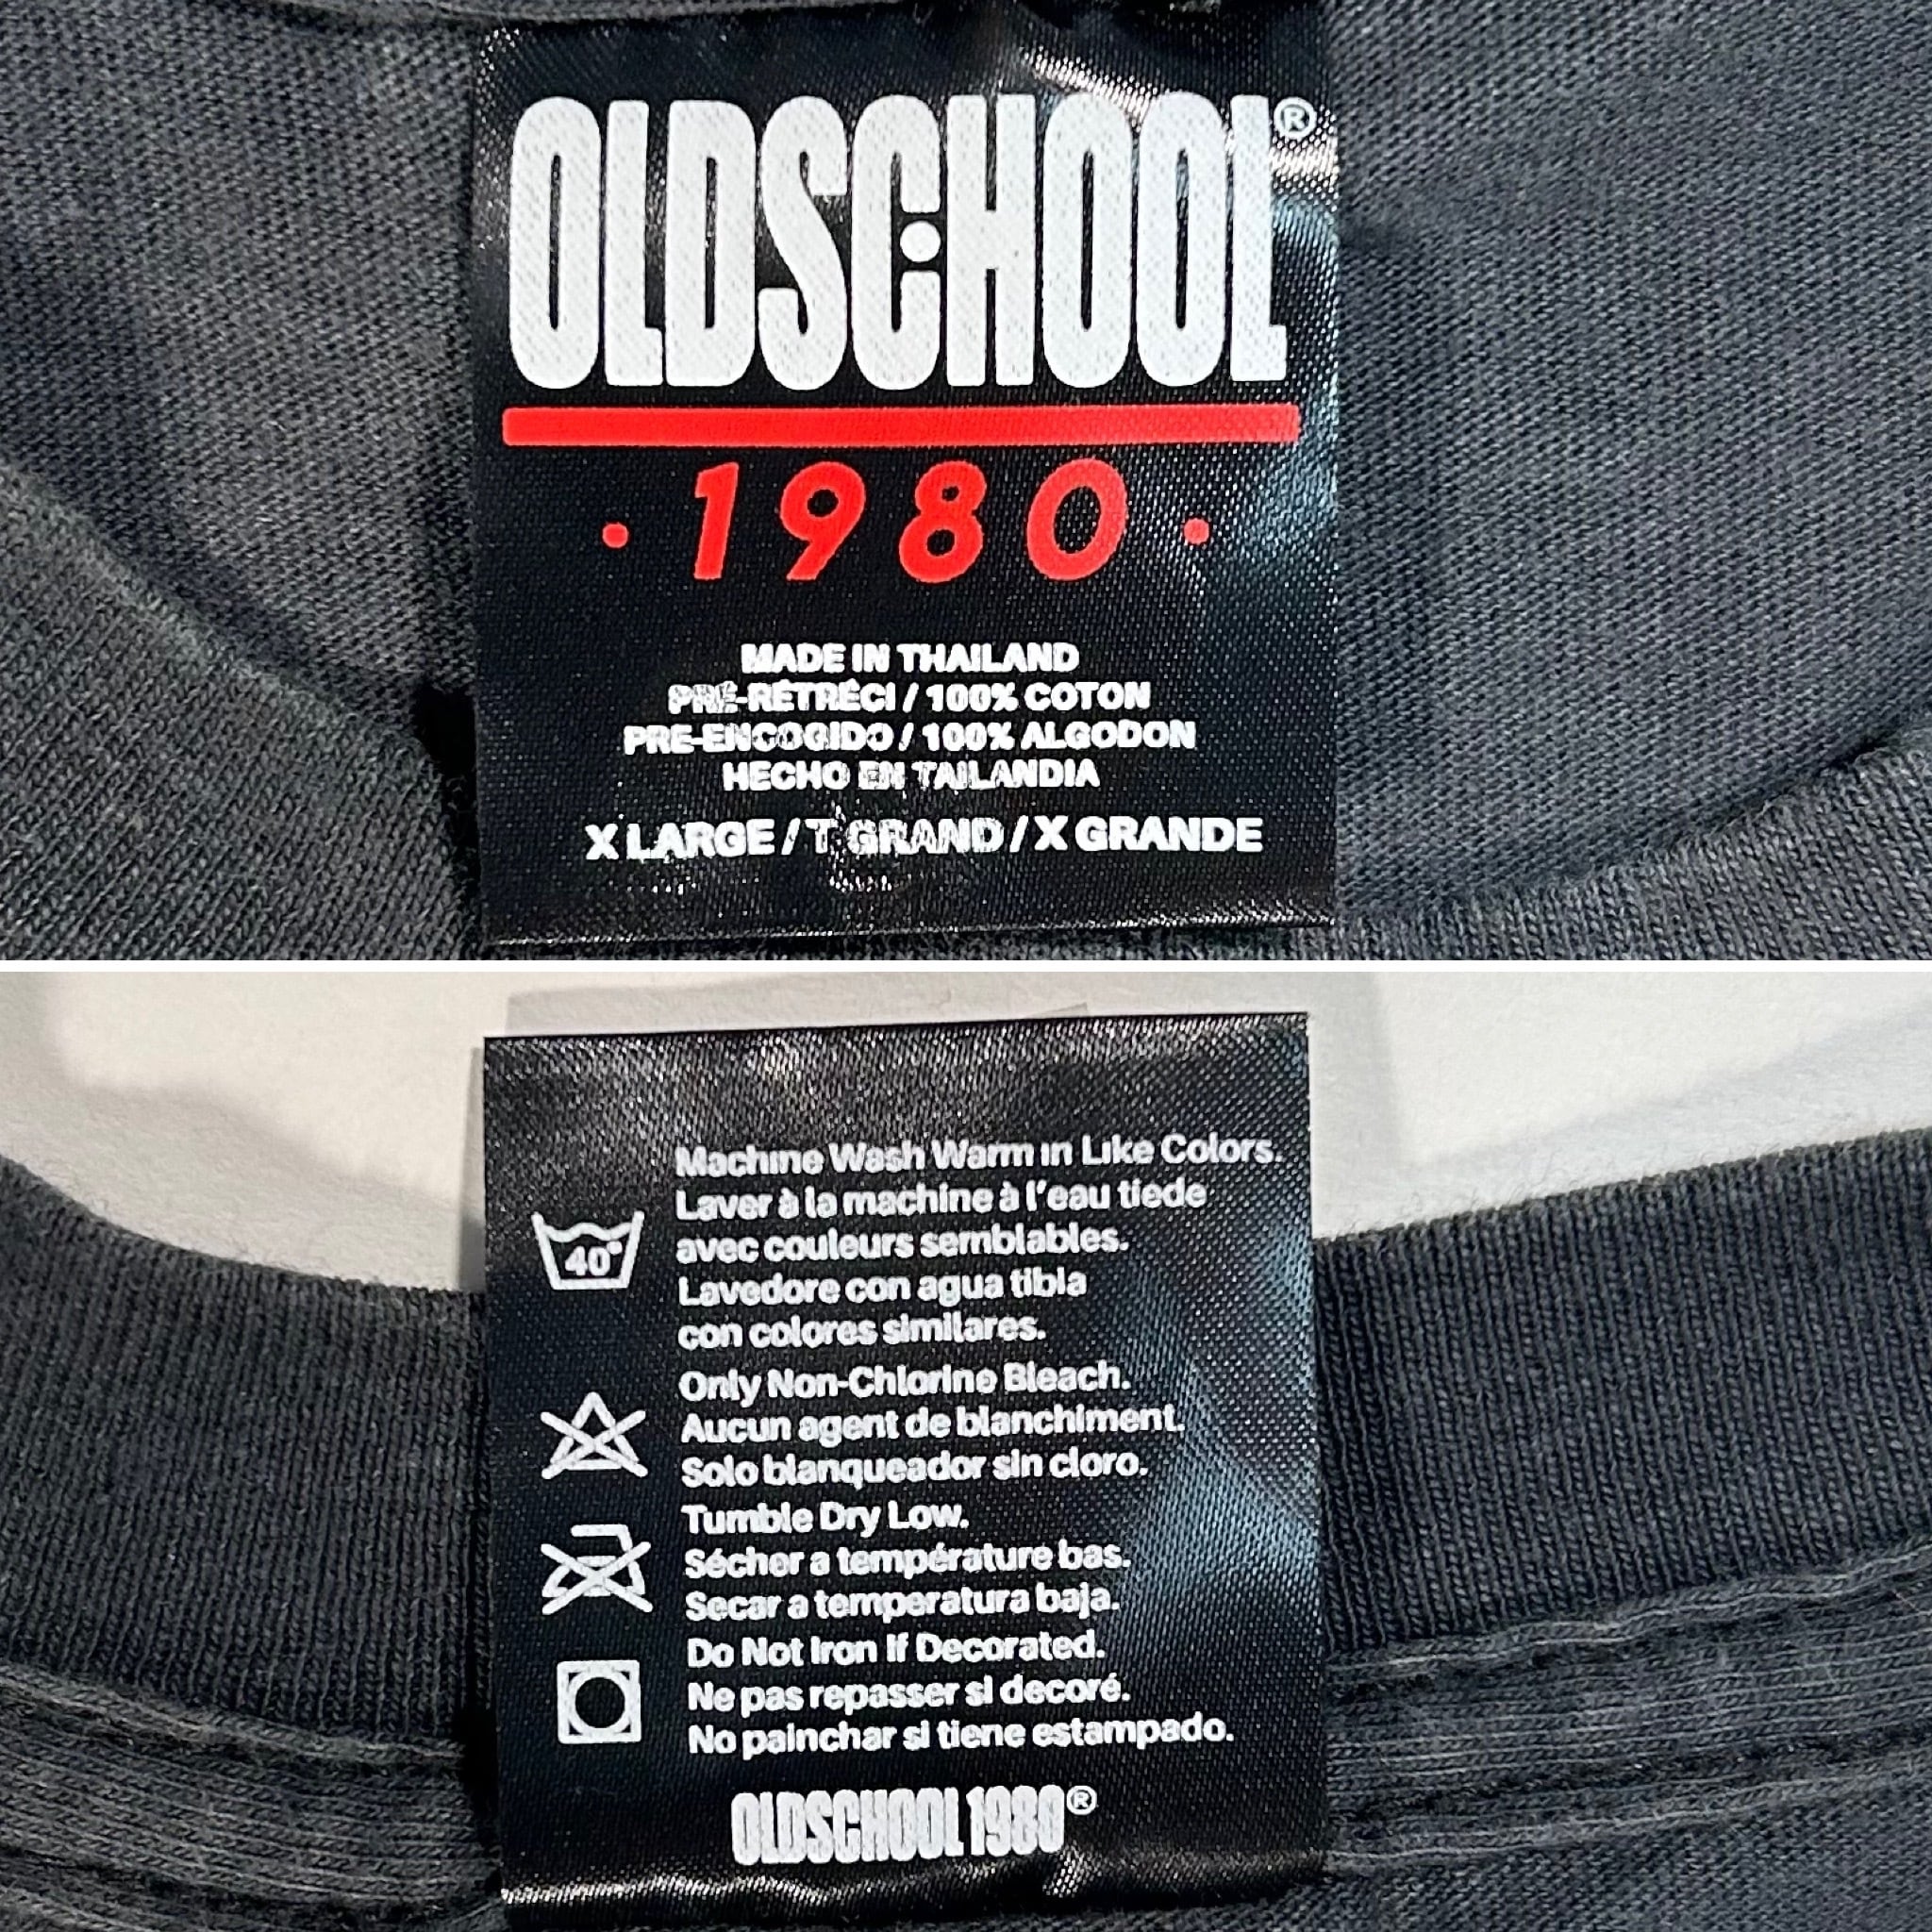 OLDSCHOOL®
· 1980 ·
MADE IN THAILAND
PRÉ-RÉTRÉCI / 100% COTON
PRE-ENCOGIDO / 100% ALGODON
HECHO EN TAILANDIA
X LARGE / T GRAND / X GRANDE
Machine Wash Warm in Like Colors.
Laver à la machine à l'eau tiede
avec couleurs semblables.
40°
Lavedore con agua tibla
con colores similares.
Only Non-Chlorine Bleach.
Aucun agent de blanchiment.
Solo blanqueador sin cloro.
Tumble Dry Low.
Sécher a température bas.
Secar a temperatura baja.
Do Not Iron If Decorated.
Ne pas repasser si decoré.
No painchar si tiene estampado.
OLDSCHOOL 1980®